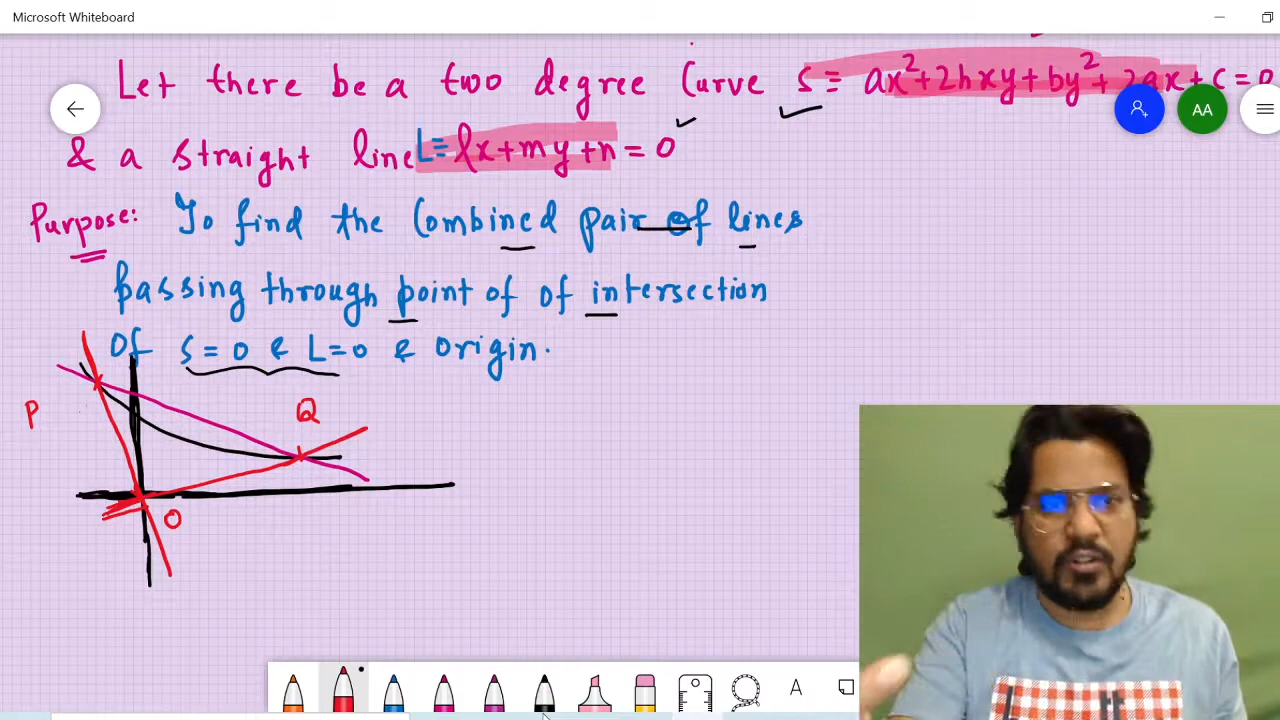 Microsoft Whiteboard
Let there be a two degree Curve S ≡ ax²+2hxy+by²+2gx+c=0
AA
& a straight line L≡ lx+my+n=0
Purpose: To find the Combined pair of lines
passing through point of of intersection
Of S=0 & L=0 & origin.
P
Q
O
A